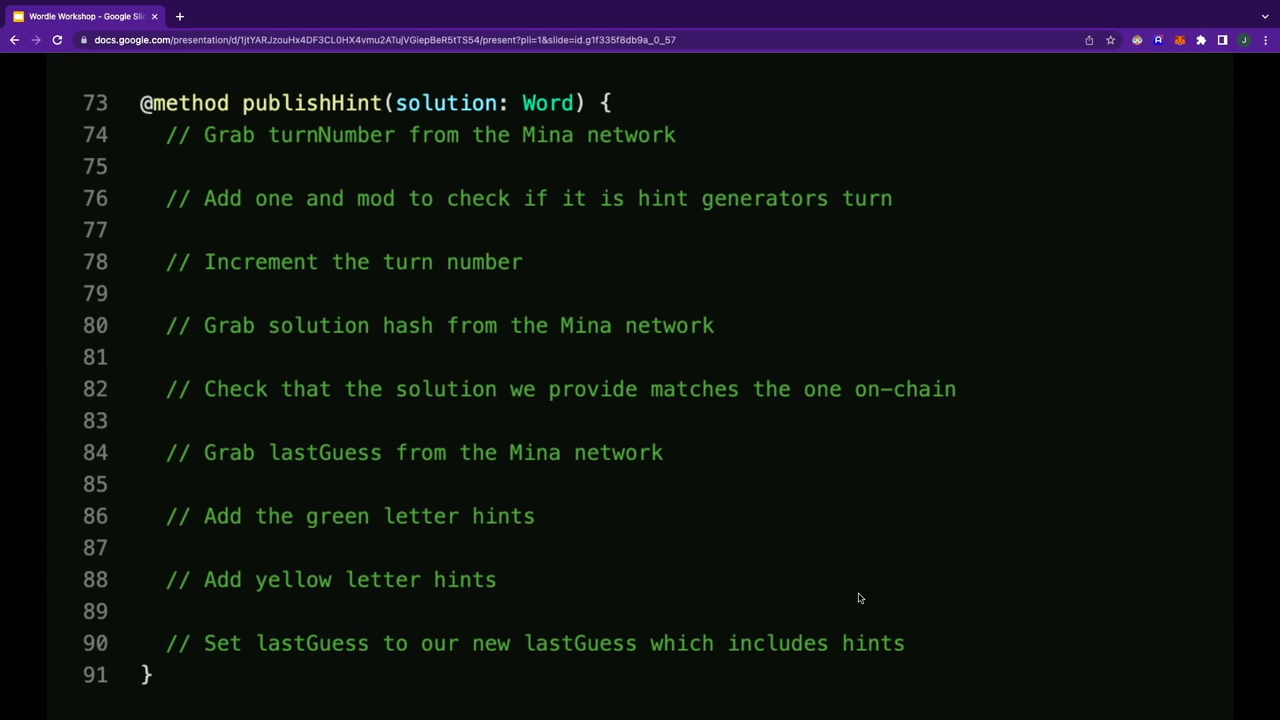 Wordle Workshop - Google Sli
docs.google.com/presentation/d/1jtYARJzouHx4DF3CL0HX4vmu2ATujVGiepBeR5tTS54/present?pli=1&slide=id.g1f335f8db9a_0_57
J
73 @method publishHint(solution: Word) {
74 // Grab turnNumber from the Mina network
75
76 // Add one and mod to check if it is hint generators turn
77
78 // Increment the turn number
79
80 // Grab solution hash from the Mina network
81
82 // Check that the solution we provide matches the one on-chain
83
84 // Grab lastGuess from the Mina network
85
86 // Add the green letter hints
87
88 // Add yellow letter hints
89
90 // Set lastGuess to our new lastGuess which includes hints
91 }